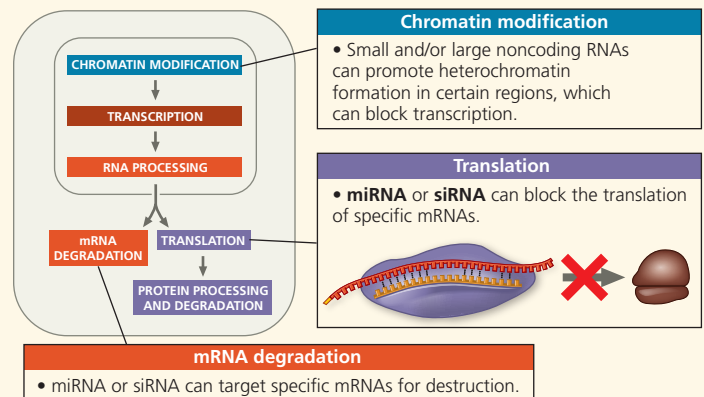 CHROMATIN MODIFICATION
TRANSCRIPTION
RNA PROCESSING
mRNA
DEGRADATION
TRANSLATION
PROTEIN PROCESSING
AND DEGRADATION
Chromatin modification
• Small and/or large noncoding RNAs
can promote heterochromatin
formation in certain regions, which
can block transcription.
Translation
• miRNA or siRNA can block the translation
of specific mRNAs.
mRNA degradation
• miRNA or siRNA can target specific mRNAs for destruction.